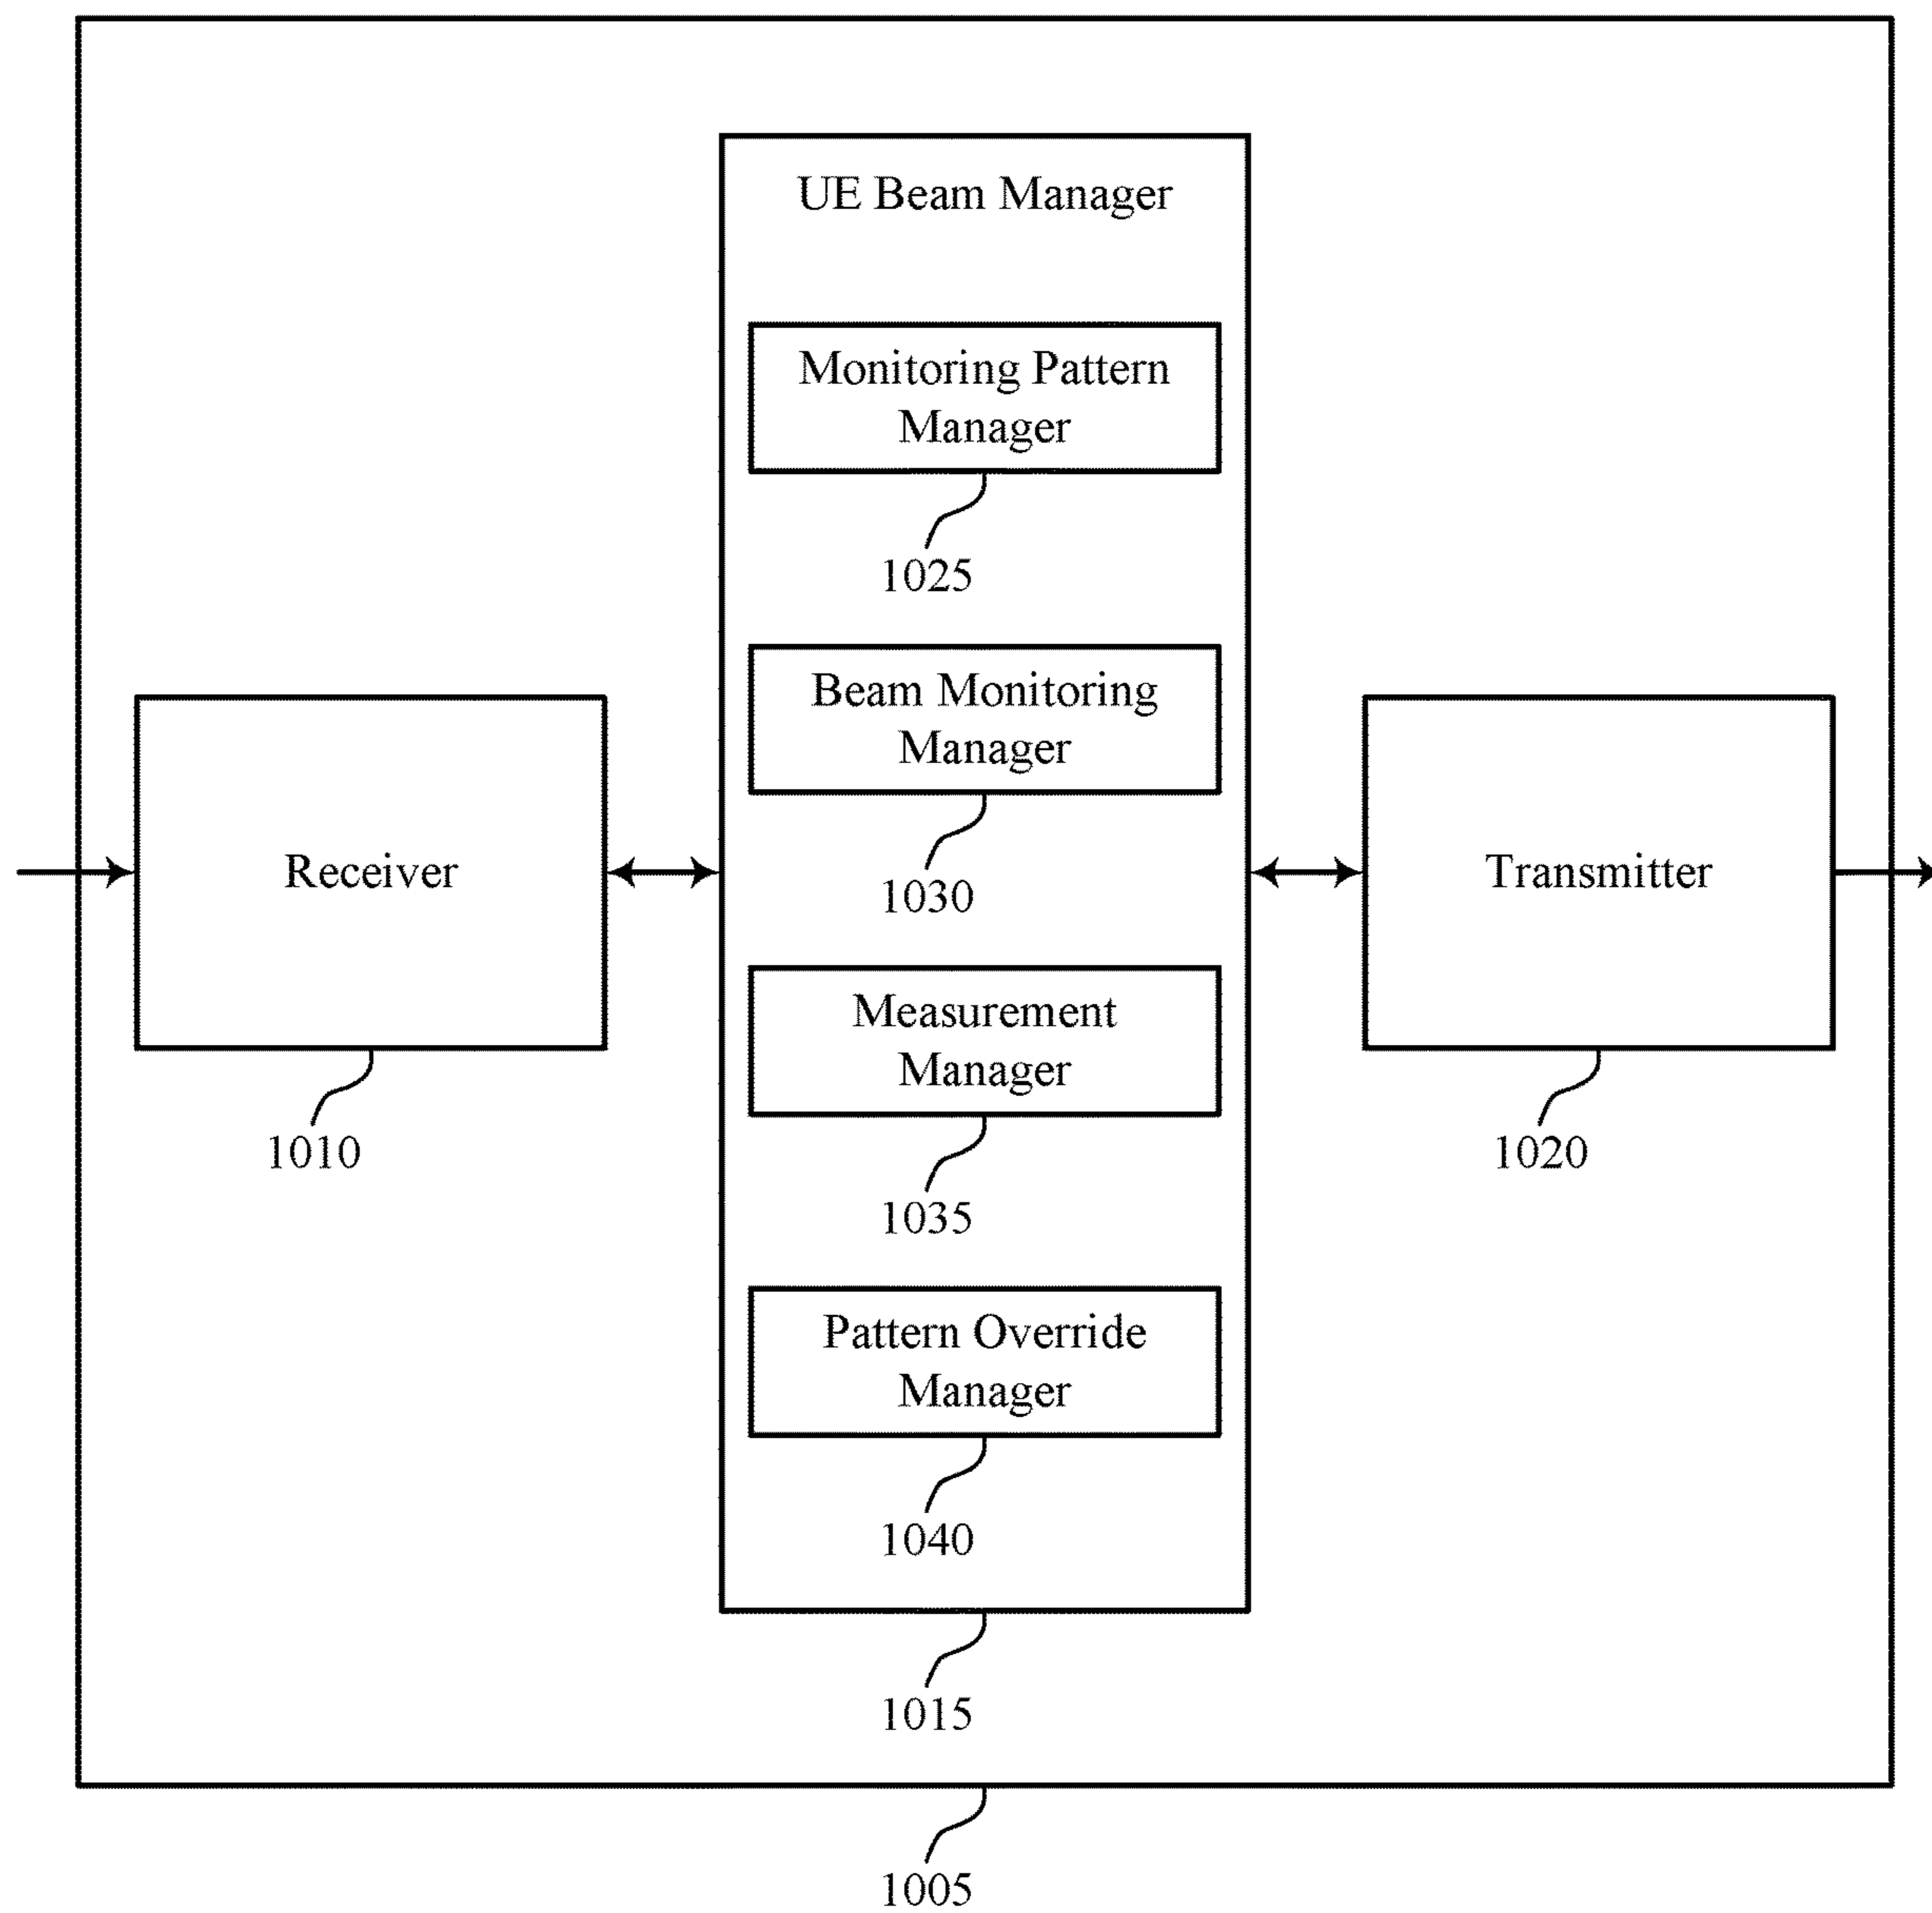 UE Beam Manager
Monitoring Pattern
Manager
1025
Beam Monitoring
Manager
1030
Receiver
1010
Transmitter
1020
Measurement
Manager
1035
Pattern Override
Manager
1040
1015
1005